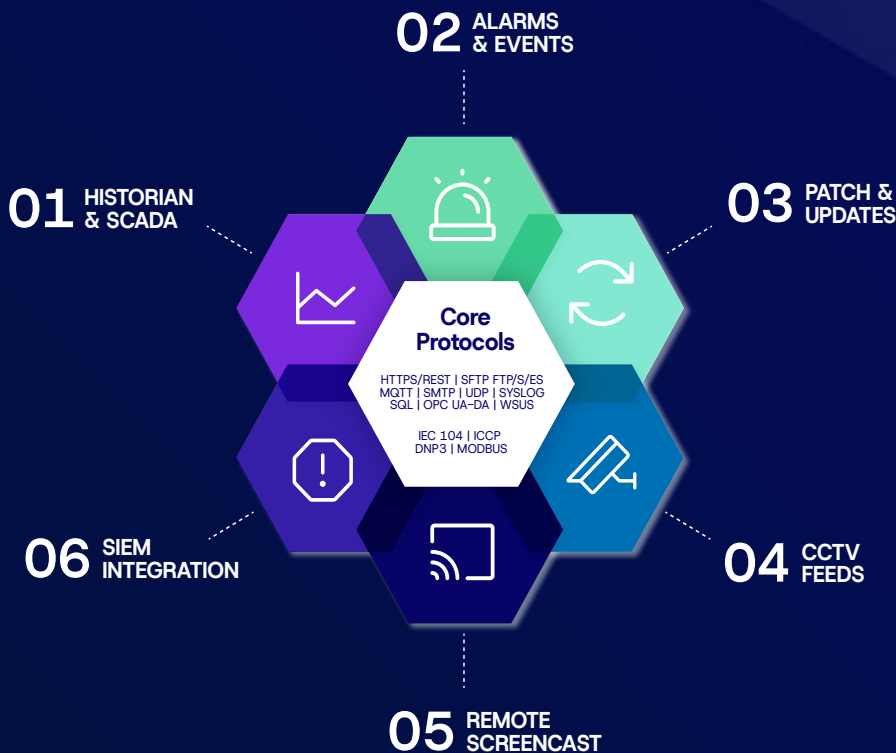 02 ALARMS
& EVENTS
01 HISTORIAN
& SCADA
03 PATCH &
UPDATES
Core
Protocols
HTTPS/REST | SFTP FTP/S/ES
MQTT | SMTP | UDP | SYSLOG
SQL | OPC UA-DA | WSUS
IEC 104 | ICCP
DNP3 | MODBUS
06 SIEM
INTEGRATION
04 CCTV
FEEDS
05 REMOTE
SCREENCAST